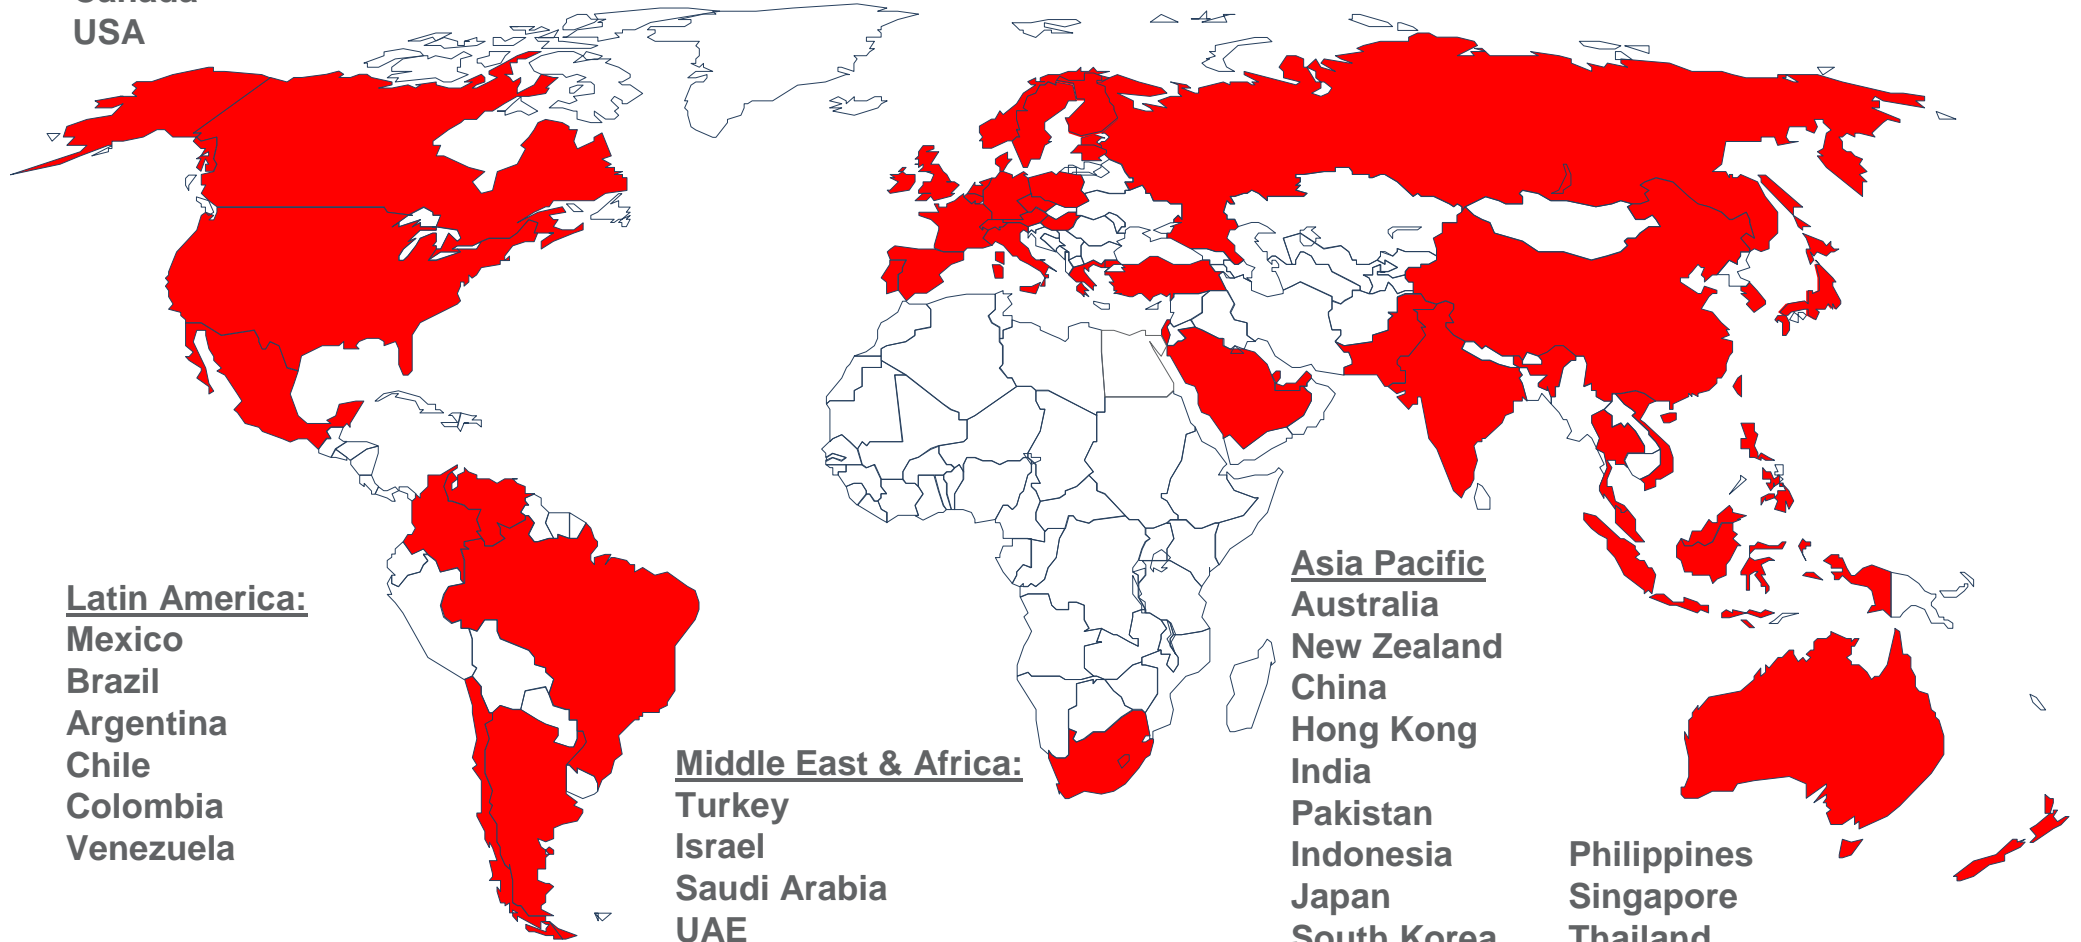 Canada
USA
Latin America:
Mexico
Brazil
Argentina
Chile
Colombia
Venezuela
Middle East & Africa:
Turkey
Israel
Saudi Arabia
UAE
Asia Pacific
Australia
New Zealand
China
Hong Kong
India
Pakistan
Indonesia
Japan
South Korea
Philippines
Singapore
Thailand